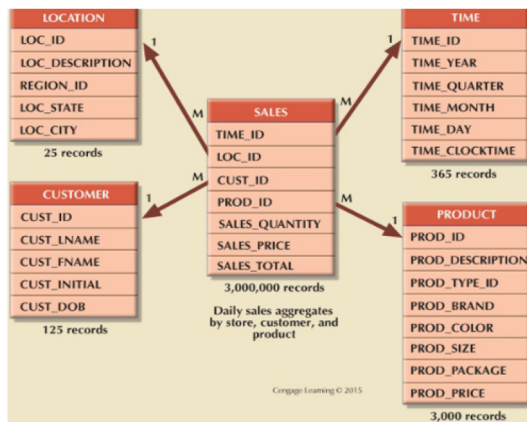 LOCATION
LOC_ID
LOC_DESCRIPTION
REGION_ID
LOC_STATE
LOC_CITY
25 records
1
M
TIME
TIME_ID
TIME_YEAR
TIME_QUARTER
TIME_MONTH
TIME_DAY
TIME_CLOCKTIME
365 records
1
M
SALES
TIME_ID
LOC_ID
CUST_ID
PROD_ID
SALES_QUANTITY
SALES_PRICE
SALES_TOTAL
3,000,000 records
Daily sales aggregates
by store, customer, and
product
CUSTOMER
CUST_ID
CUST_LNAME
CUST_FNAME
CUST_INITIAL
CUST_DOB
125 records
1
M
PRODUCT
PROD_ID
PROD_DESCRIPTION
PROD_TYPE_ID
PROD_BRAND
PROD_COLOR
PROD_SIZE
PROD_PACKAGE
PROD_PRICE
3,000 records
1
M
Cengage Learning © 2015